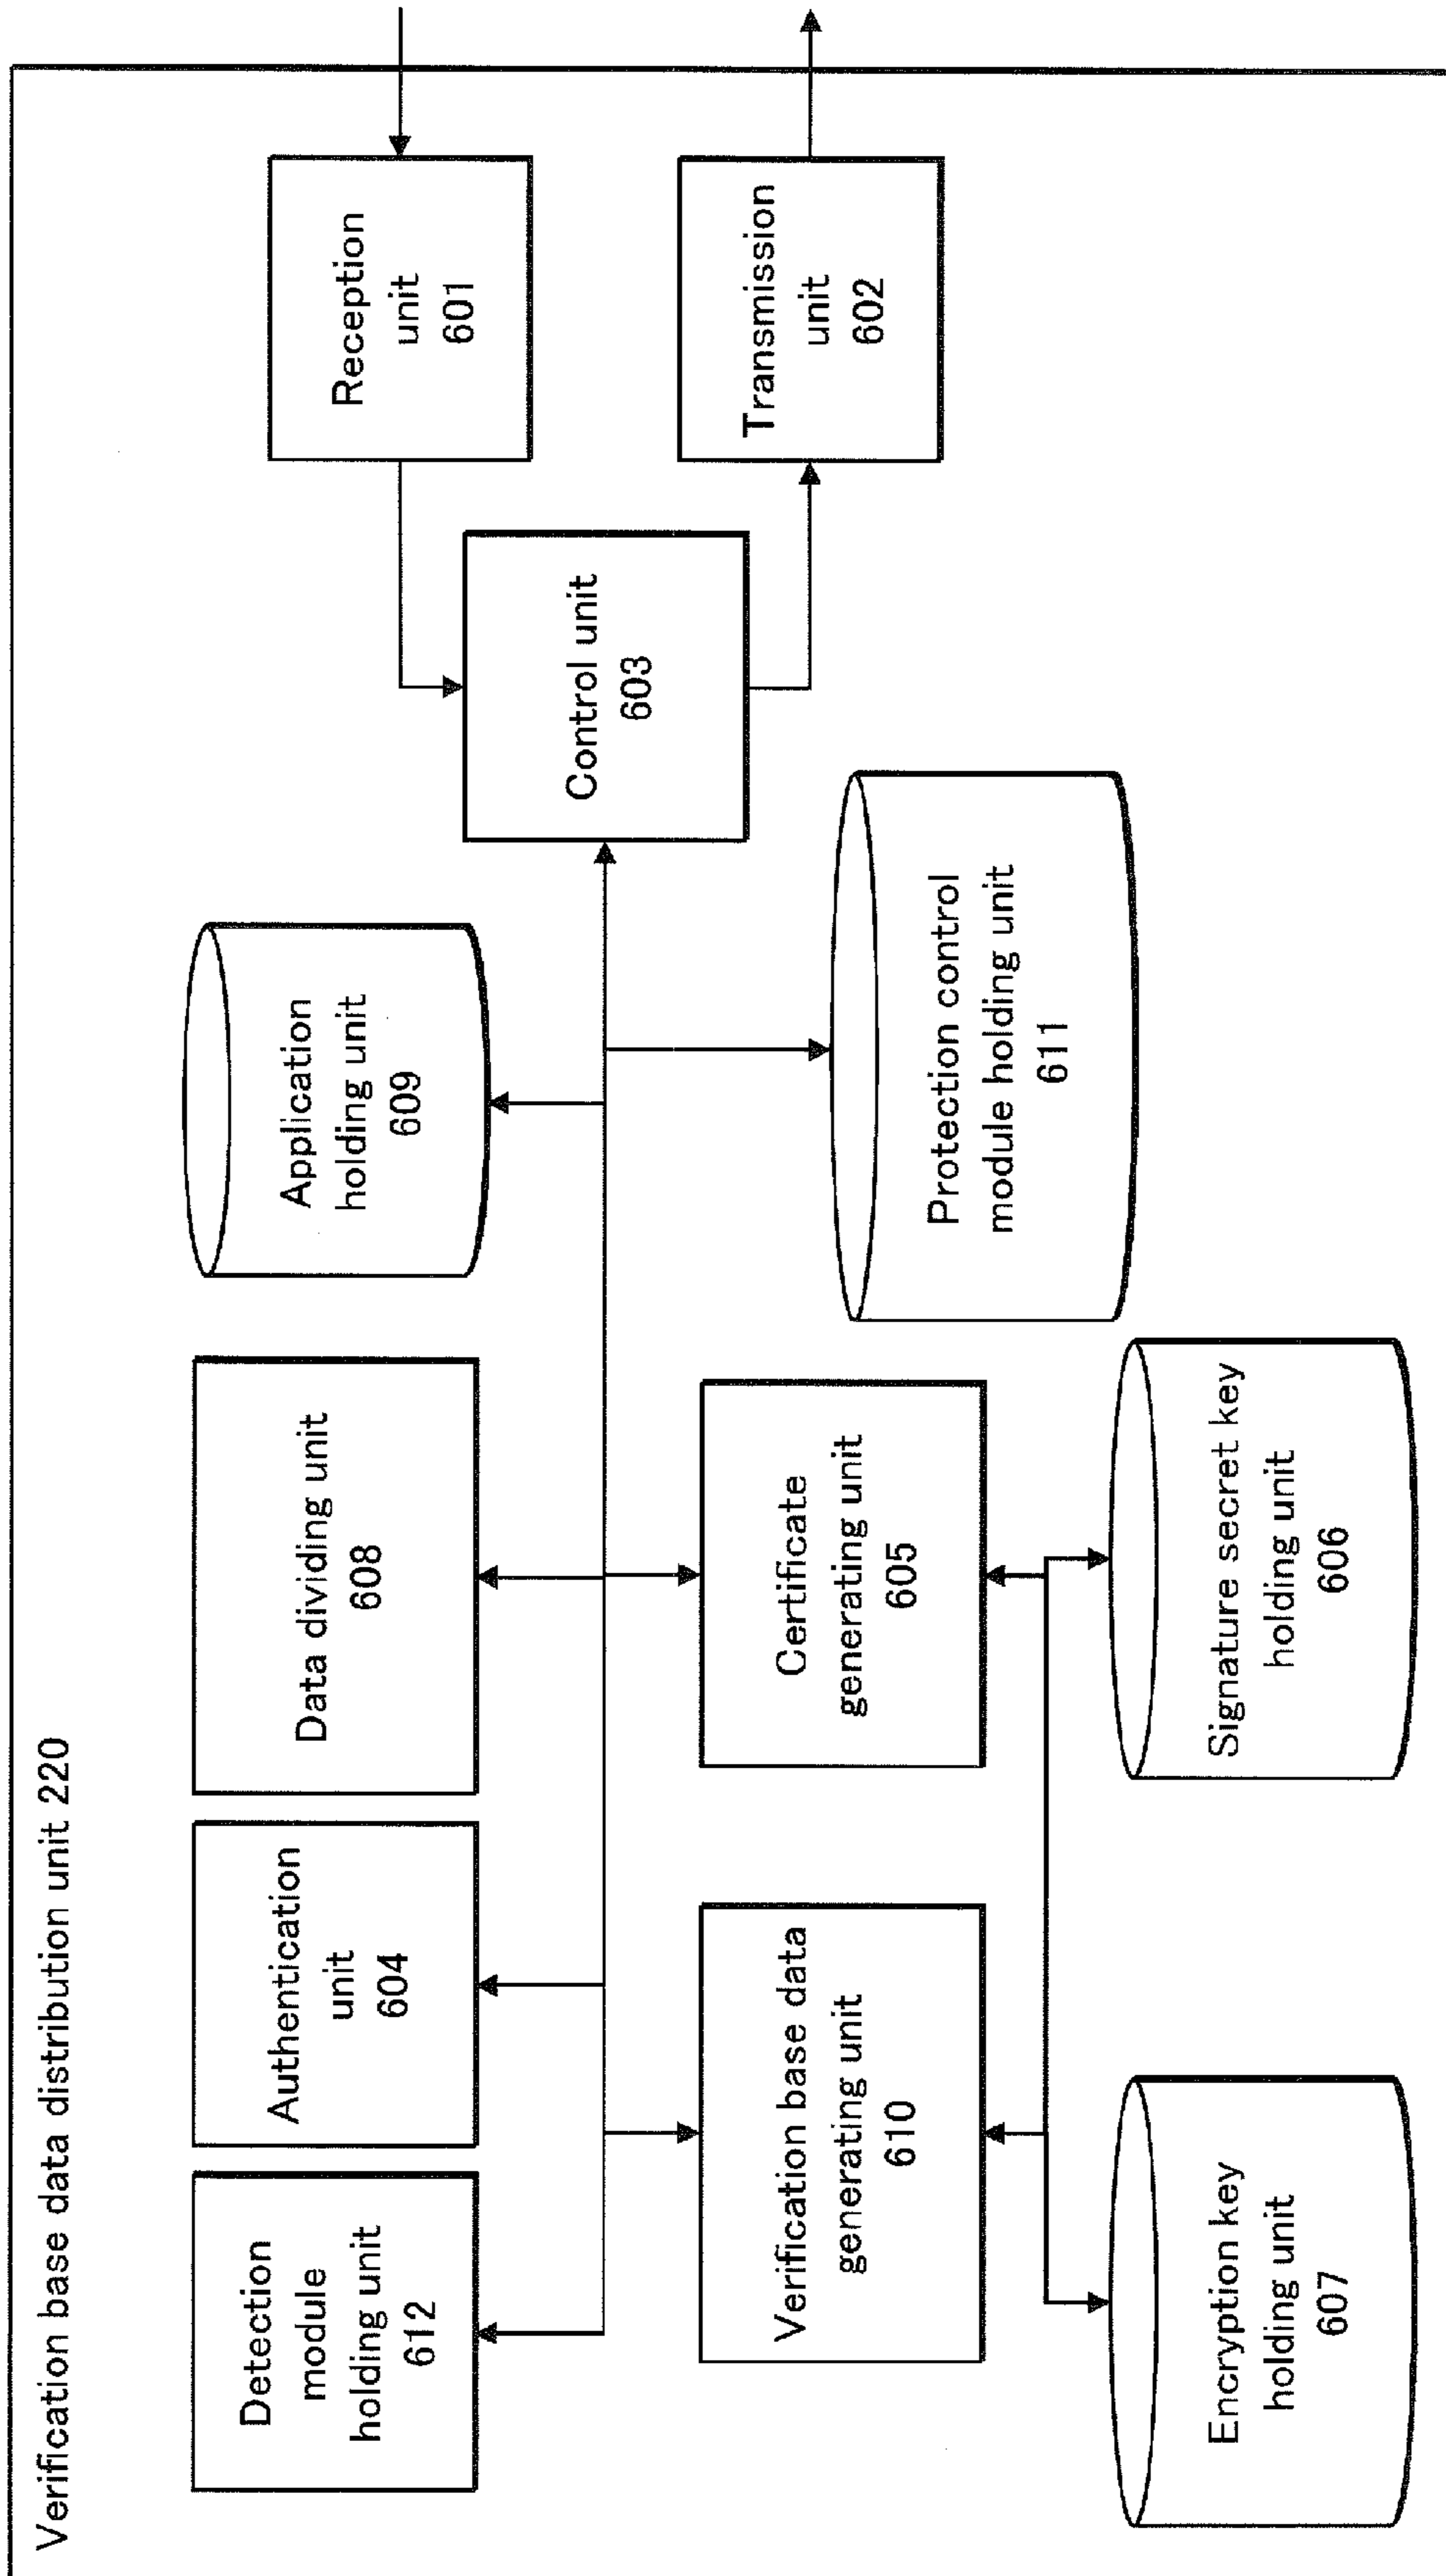 Verification base data distribution unit 220
Detection
module
holding unit
612
Authentication
unit
604
Data dividing unit
608
Application
holding unit
609
Reception
unit
601
Control unit
603
Transmission
unit
602
Verification base data
generating unit
610
Certificate
generating unit
605
Protection control
module holding unit
611
Encryption key
holding unit
607
Signature secret key
holding unit
606